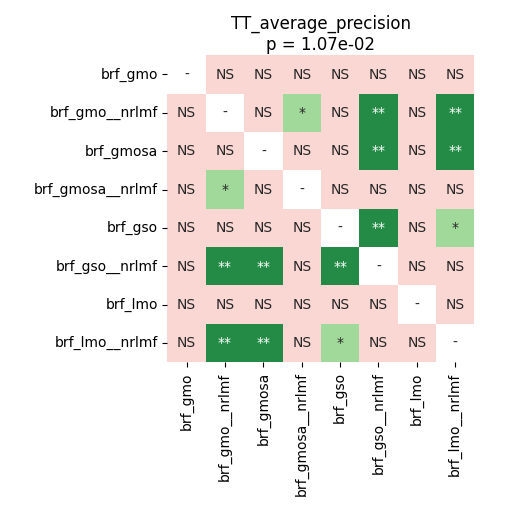 TT_average_precision
p = 1.07e-02
brf_gmo - NS NS NS NS NS NS NS
brf_gmo__nrlmf NS - NS * NS ** NS **
brf_gmosa NS NS - NS NS ** NS **
brf_gmosa__nrlmf NS * NS - NS NS NS NS
brf_gso NS NS NS NS - ** NS *
brf_gso__nrlmf NS ** ** NS ** - NS NS
brf_lmo NS NS NS NS NS NS - NS
brf_lmo__nrlmf NS ** ** NS * NS NS -
brf_gmo
brf_gmo__nrlmf
brf_gmosa
brf_gmosa__nrlmf
brf_gso
brf_gso__nrlmf
brf_lmo
brf_lmo__nrlmf